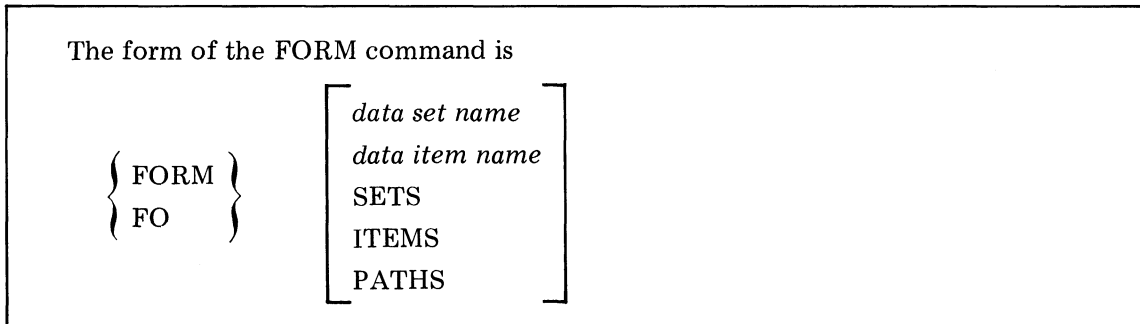 The form of the FORM command is
data set name
data item name
FORM
FO
SETS
ITEMS
PATHS